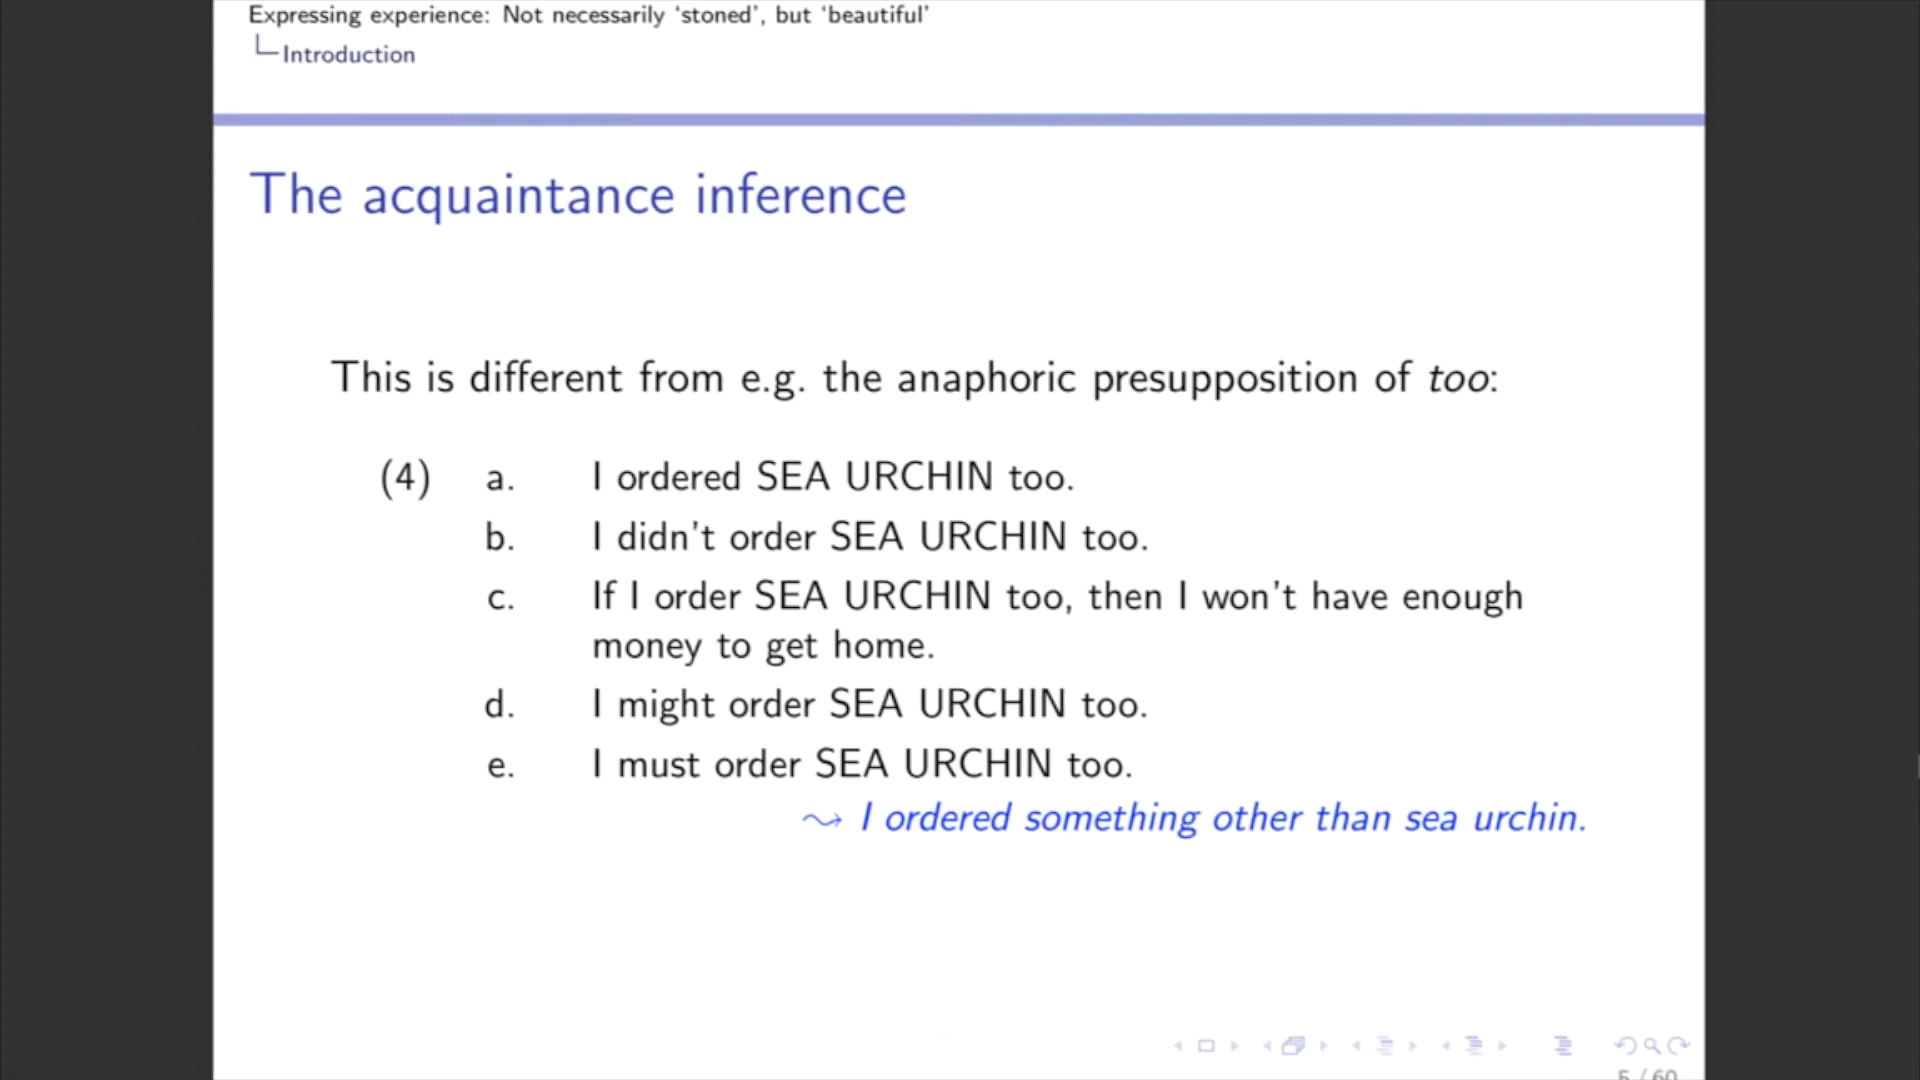 Expressing experience: Not necessarily ‘stoned’, but ‘beautiful’
Introduction
The acquaintance inference
This is different from e.g. the anaphoric presupposition of too:
(4) a. I ordered SEA URCHIN too.
b. I didn’t order SEA URCHIN too.
c. If I order SEA URCHIN too, then I won’t have enough
money to get home.
d. I might order SEA URCHIN too.
e. I must order SEA URCHIN too.
⤳ I ordered something other than sea urchin.
5 / 60